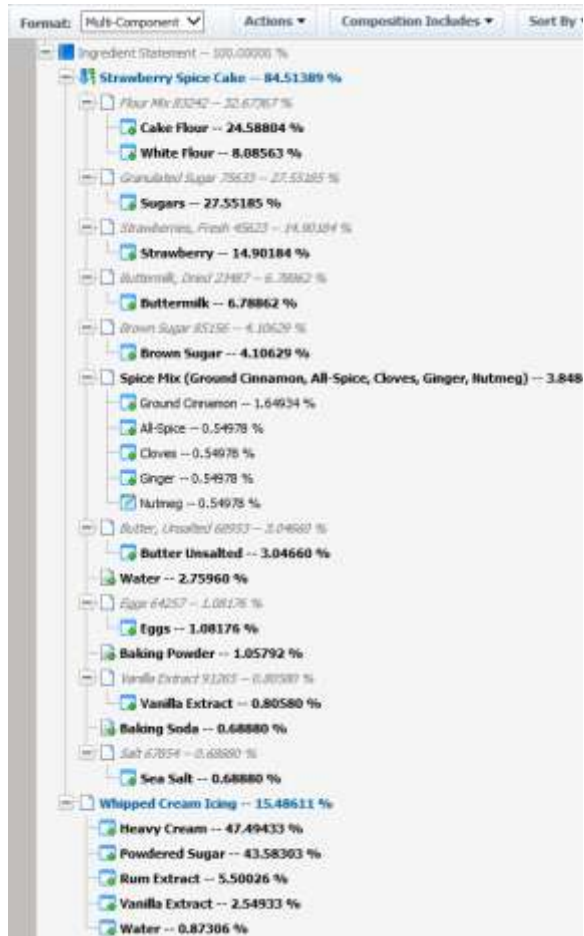 Format: Multi-Component Actions Composition Includes Sort By
Ingredient Statement -- 100.00000 %
Strawberry Spice Cake -- 84.51389 %
Flour Mix 83242 -- 32.67367 %
Cake Flour -- 24.58804 %
White Flour -- 8.08563 %
Granulated Sugar 75633 -- 27.55185 %
Sugars -- 27.55185 %
Strawberries, Fresh 45623 -- 14.90184 %
Strawberry -- 14.90184 %
Buttermilk, Dried 23487 -- 6.78862 %
Buttermilk -- 6.78862 %
Brown Sugar 85156 -- 4.10629 %
Brown Sugar -- 4.10629 %
Spice Mix (Ground Cinnamon, All-Spice, Cloves, Ginger, Nutmeg) -- 3.848
Ground Cinnamon -- 1.64934 %
All-Spice -- 0.54978 %
Cloves -- 0.54978 %
Ginger -- 0.54978 %
Nutmeg -- 0.54978 %
Butter, Unsalted 68953 -- 3.04660 %
Butter Unsalted -- 3.04660 %
Water -- 2.75960 %
Eggs 64257 -- 1.08176 %
Eggs -- 1.08176 %
Baking Powder -- 1.05792 %
Vanilla Extract 91265 -- 0.80580 %
Vanilla Extract -- 0.80580 %
Baking Soda -- 0.68880 %
Salt 67854 -- 0.68880 %
Sea Salt -- 0.68880 %
Whipped Cream Icing -- 15.48611 %
Heavy Cream -- 47.49433 %
Powdered Sugar -- 43.58303 %
Rum Extract -- 5.50026 %
Vanilla Extract -- 2.54933 %
Water -- 0.87306 %